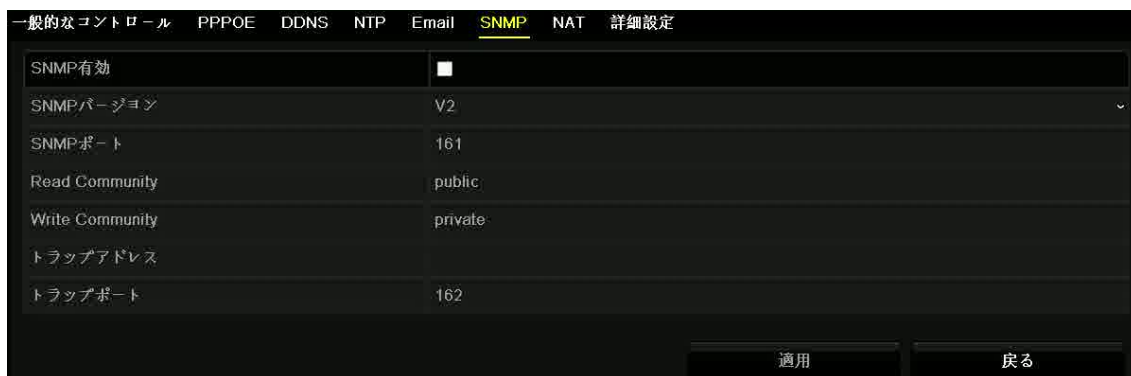 一般的なコントロール PPPOE DDNS NTP Email SNMP NAT 詳細設定
SNMP有効
SNMPバージョン V2
SNMPポート 161
Read Community public
Write Community private
トラップアドレス
トラップポート 162
適用 戻る